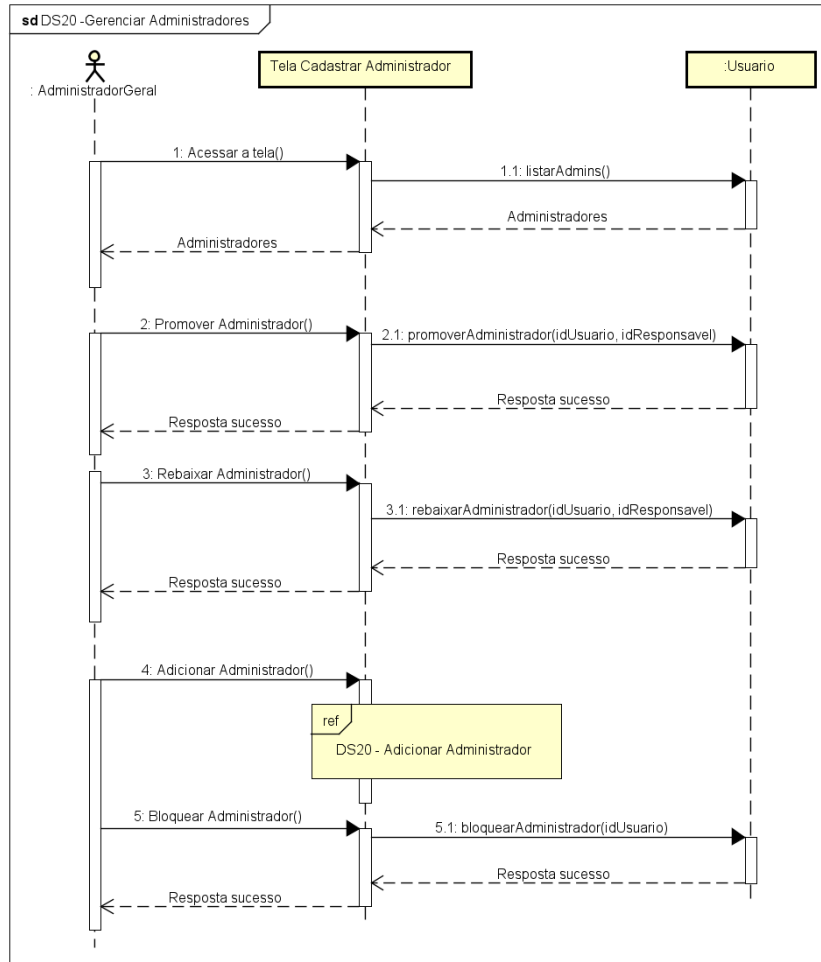 sd DS20 -Gerenciar Administradores
: AdministradorGeral
Tela Cadastrar Administrador
:Usuario
1: Acessar a tela()
1.1: listarAdmins()
Administradores
Administradores
2: Promover Administrador()
2.1: promoverAdministrador(idUsuario, idResponsavel)
Resposta sucesso
Resposta sucesso
3: Rebaixar Administrador()
3.1: rebaixarAdministrador(idUsuario, idResponsavel)
Resposta sucesso
Resposta sucesso
4: Adicionar Administrador()
ref
DS20 - Adicionar Administrador
5: Bloquear Administrador()
5.1: bloquearAdministrador(idUsuario)
Resposta sucesso
Resposta sucesso